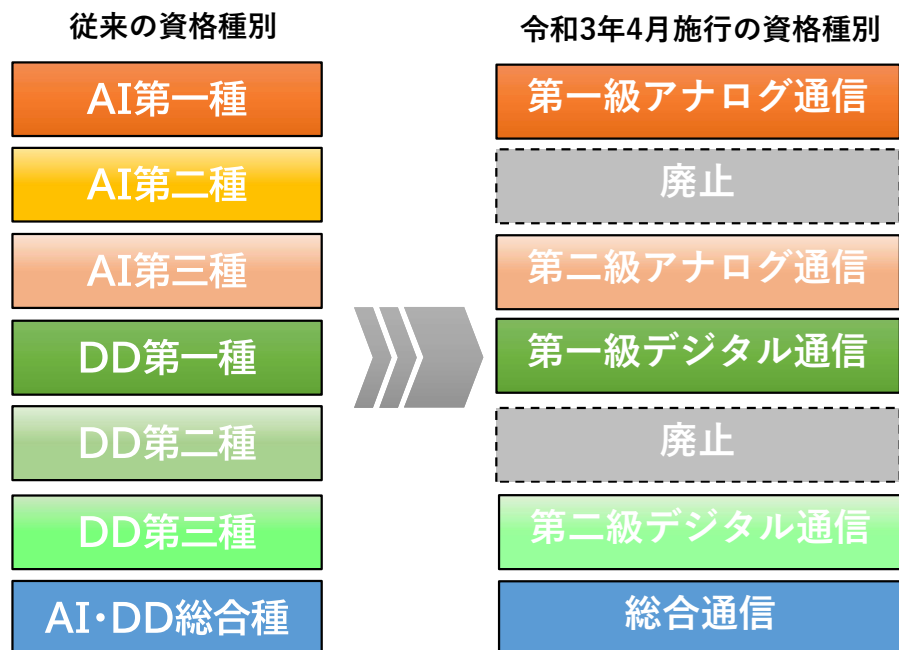 従来の資格種別
令和3年4月施行の資格種別
AI第一種
第一級アナログ通信
AI第二種
廃止
AI第三種
第二級アナログ通信
DD第一種
第一級デジタル通信
DD第二種
廃止
DD第三種
第二級デジタル通信
AI・DD総合種
総合通信